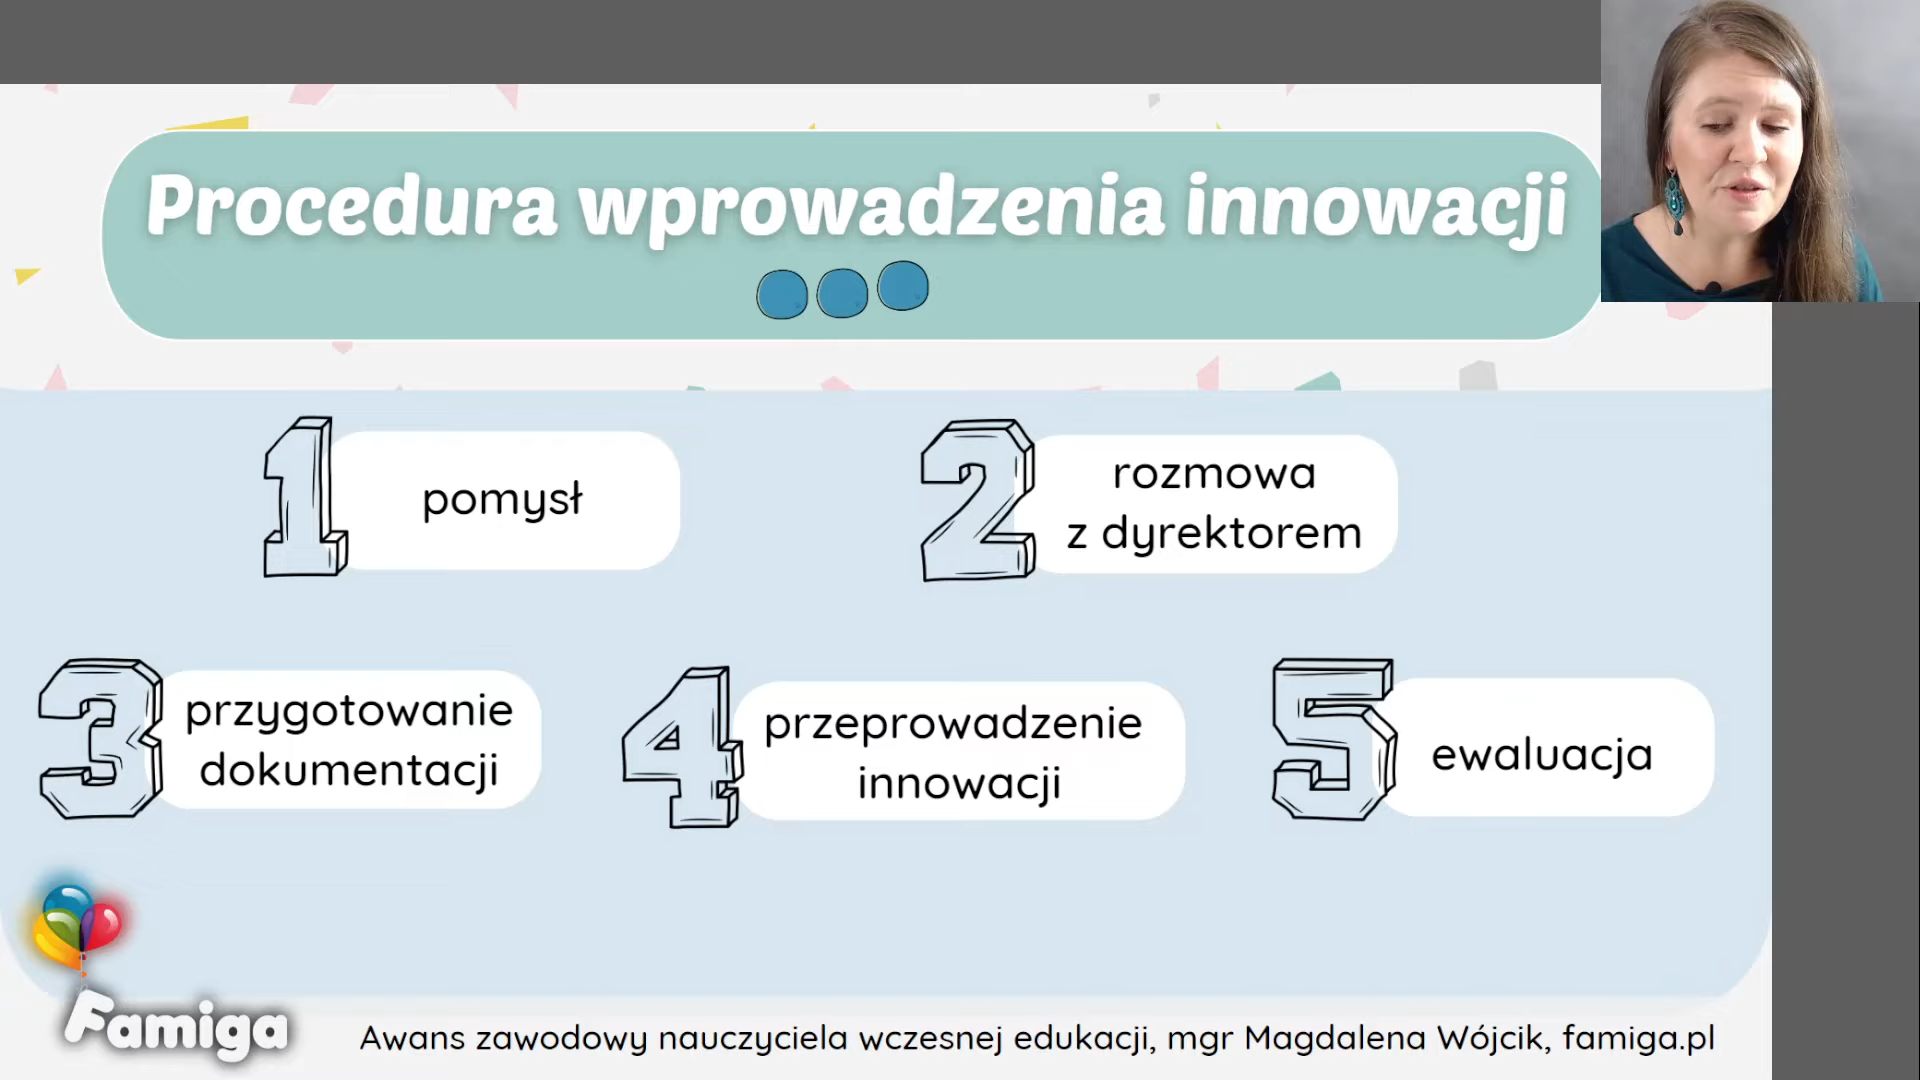 Procedura wprowadzenia innowacji
1
pomysł
2
rozmowa
z dyrektorem
3
przygotowanie
dokumentacji
4
przeprowadzenie
innowacji
5
ewaluacja
Famiga
Awans zawodowy nauczyciela wczesnej edukacji, mgr Magdalena Wójcik, famiga.pl